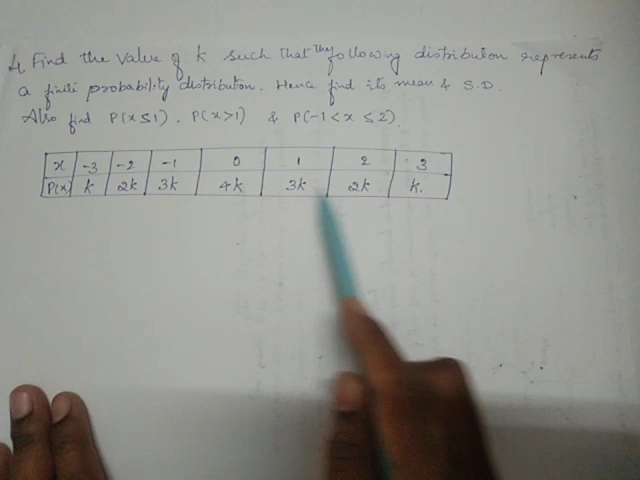 4. Find the value of k such that the following distribution represents
a finite probability distribution. Hence find its mean & S.D.
Also find P(x ≤ 1), P(x > 1) & P(-1 < x ≤ 2).
x -3 -2 -1 0 1 2 3
P(x) k 2k 3k 4k 3k 2k k.